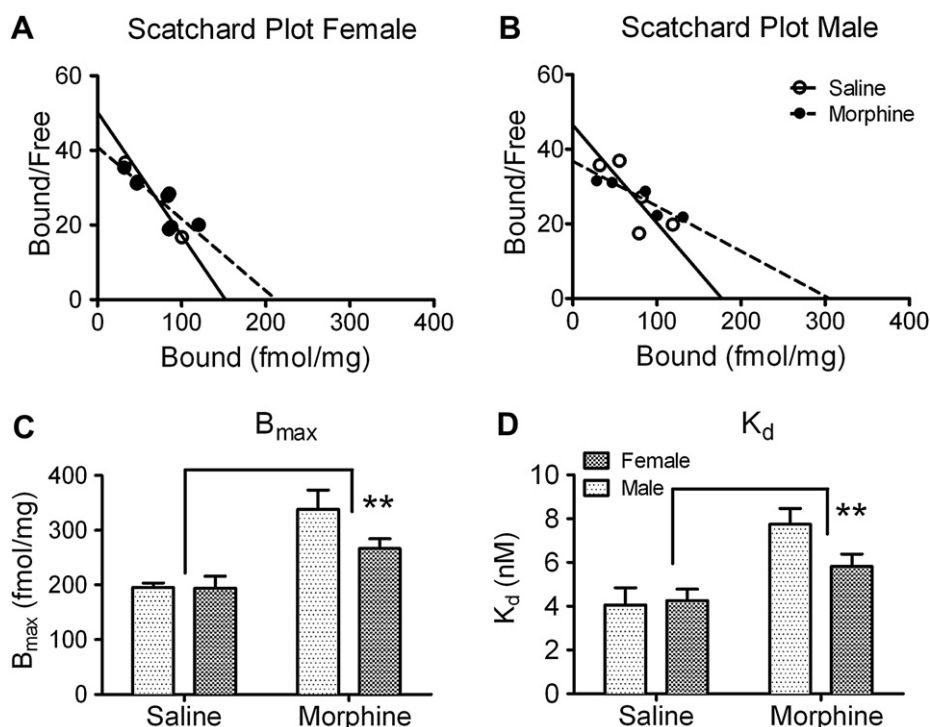 A Scatchard Plot Female
Bound/Free
60
40
20
0
0 100 200 300 400
Bound (fmol/mg)
B Scatchard Plot Male
Saline
Morphine
Bound/Free
60
40
20
0
0 100 200 300 400
Bound (fmol/mg)
C Bmax
Bmax (fmol/mg)
400
300
200
100
0
**
Saline Morphine
D Kd
Female
Male
Kd (nM)
10
8
6
4
2
0
**
Saline Morphine